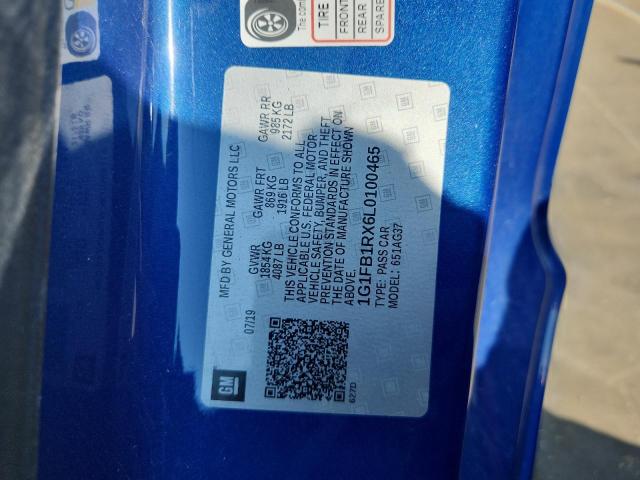 The com
TIRE
FRONT
REAR
SPARE
MFD BY GENERAL MOTORS LLC
07/19
GVWR GAWR FRT GAWR RR
1854 KG 869 KG 985 KG
4087 LB 1916 LB 2172 LB
THIS VEHICLE CONFORMS TO ALL
APPLICABLE U.S. FEDERAL MOTOR
VEHICLE SAFETY, BUMPER, AND THEFT
PREVENTION STANDARDS IN EFFECT ON
THE DATE OF MANUFACTURE SHOWN
ABOVE.
1G1FB1RX6L0100465
TYPE: PASS CAR
MODEL: 651AG37
GM
627D